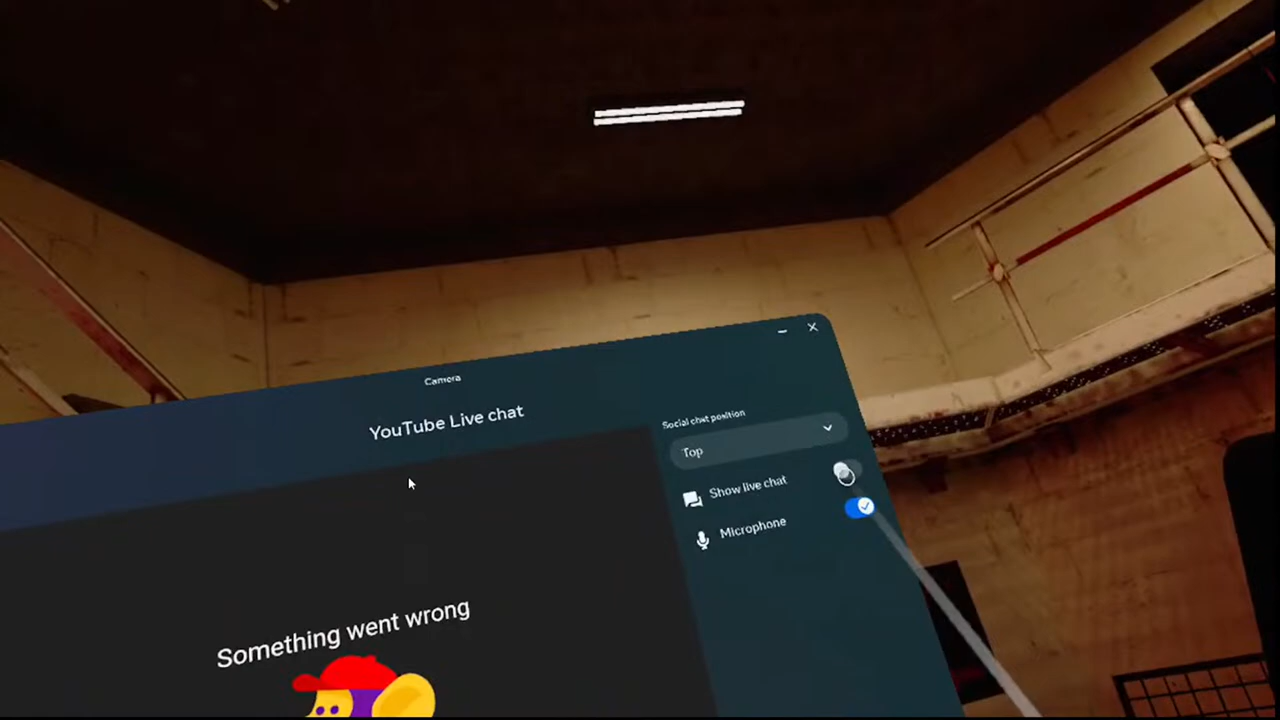 Camera
YouTube Live chat
Social chat position
Top
Show live chat
Microphone
Something went wrong